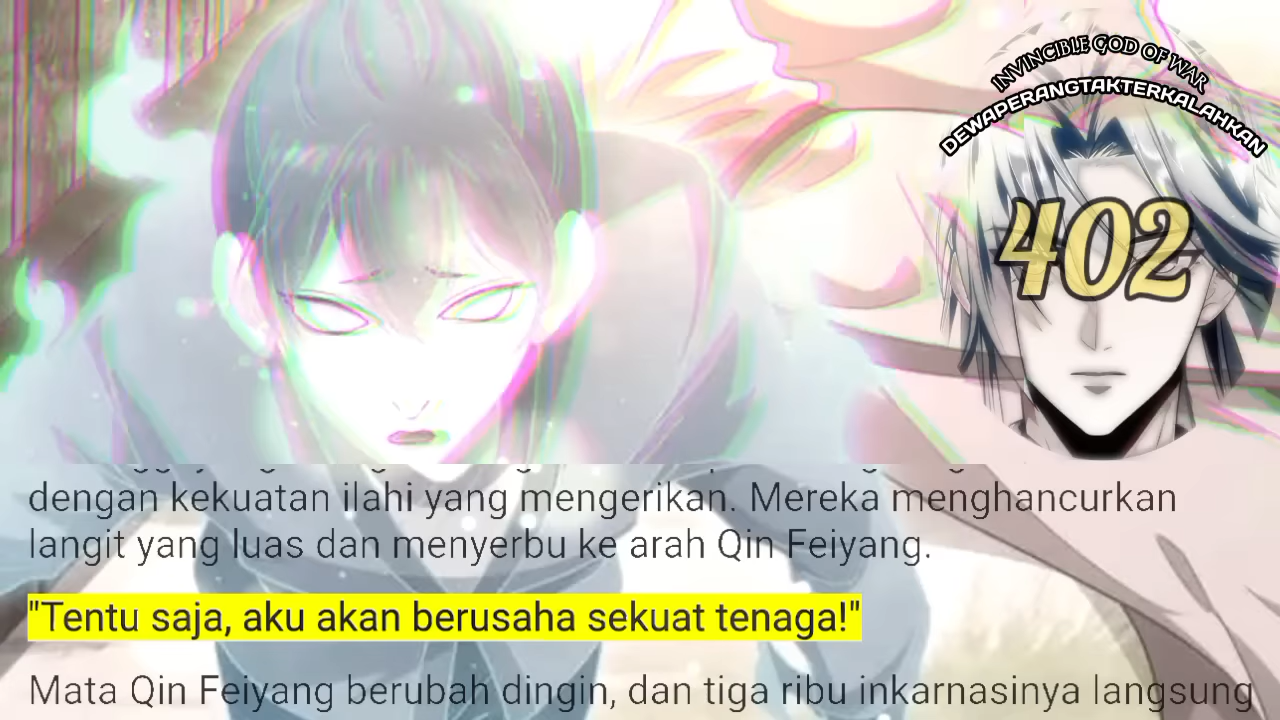 INVINCIBLE GOD OF WAR
DEWAPERANGTAKTERKALAHKAN
402
dengan kekuatan ilahi yang mengerikan. Mereka menghancurkan
langit yang luas dan menyerbu ke arah Qin Feiyang.
"Tentu saja, aku akan berusaha sekuat tenaga!"
Mata Qin Feiyang berubah dingin, dan tiga ribu inkarnasinya langsung